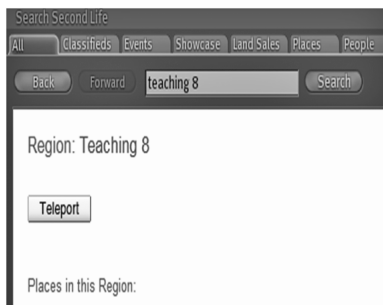 Search Second Life
All Classifieds Events Showcase Land Sales Places People
Back Forward teaching 8 Search
Region: Teaching 8
Teleport
Places in this Region: